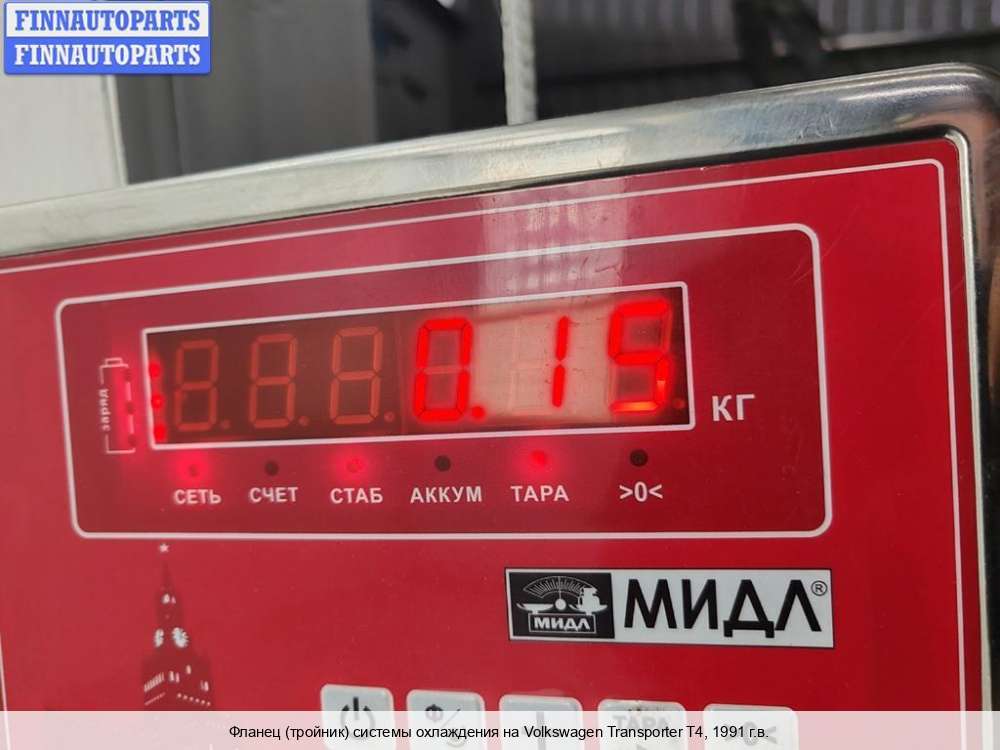 FINNAUTOPARTS
FINNAUTOPARTS
заряд
0.15
КГ
СЕТЬ СЧЕТ СТАБ АККУМ ТАРА >0<
МИДЛ
МИДЛ®
ТАРА
Фланец (тройник) системы охлаждения на Volkswagen Transporter T4, 1991 г.в.